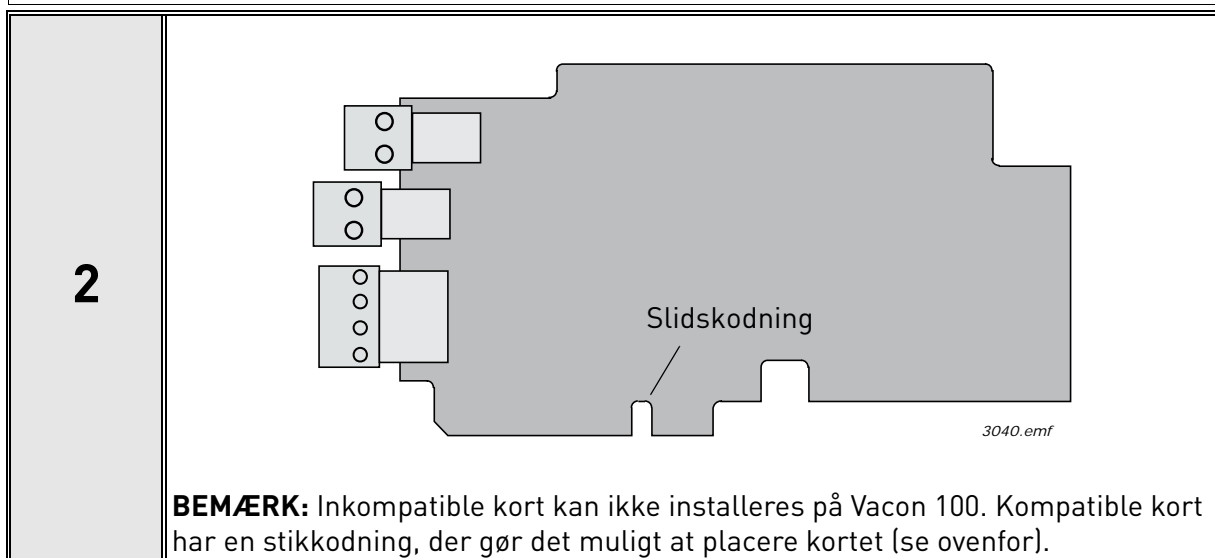 2
Slidskodning
3040.emf
BEMÆRK: Inkompatible kort kan ikke installeres på Vacon 100. Kompatible kort
har en stikkodning, der gør det muligt at placere kortet (se ovenfor).